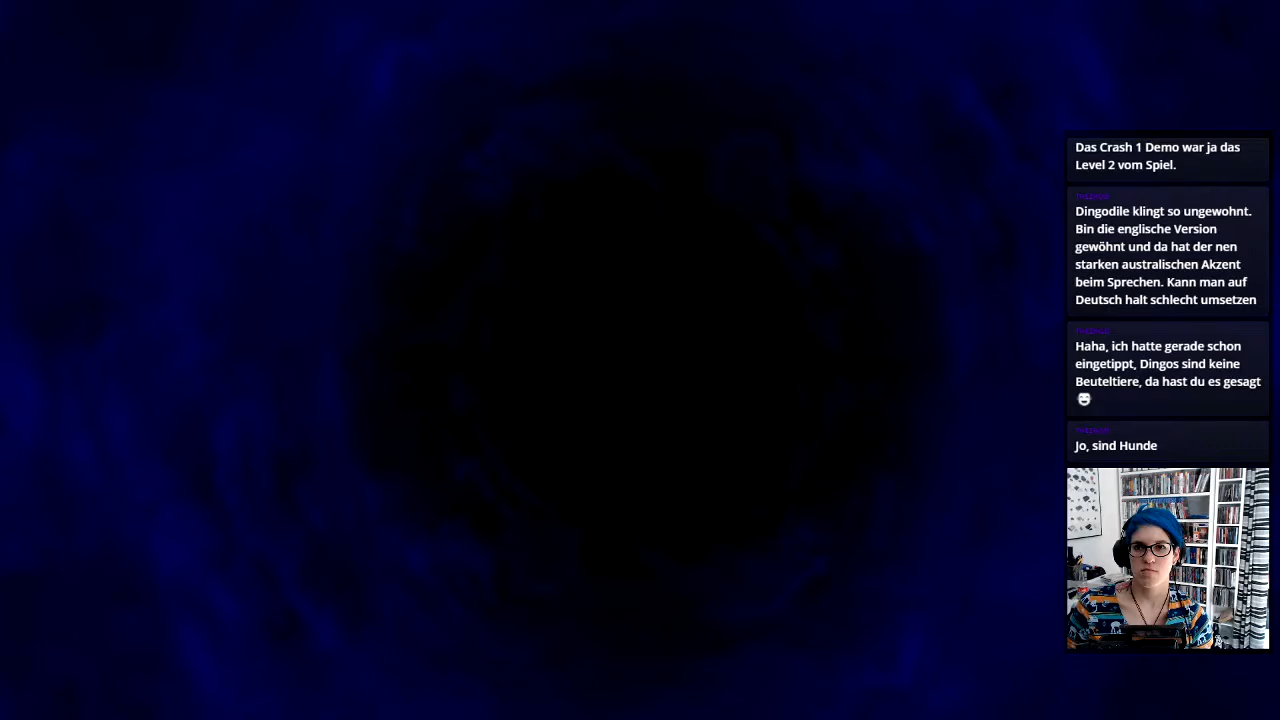 Das Crash 1 Demo war ja das
Level 2 vom Spiel.
Dingodile klingt so ungewohnt.
Bin die englische Version
gewöhnt und da hat der nen
starken australischen Akzent
beim Sprechen. Kann man auf
Deutsch halt schlecht umsetzen
Haha, ich hatte gerade schon
eingetippt, Dingos sind keine
Beuteltiere, da hast du es gesagt
Jo, sind Hunde